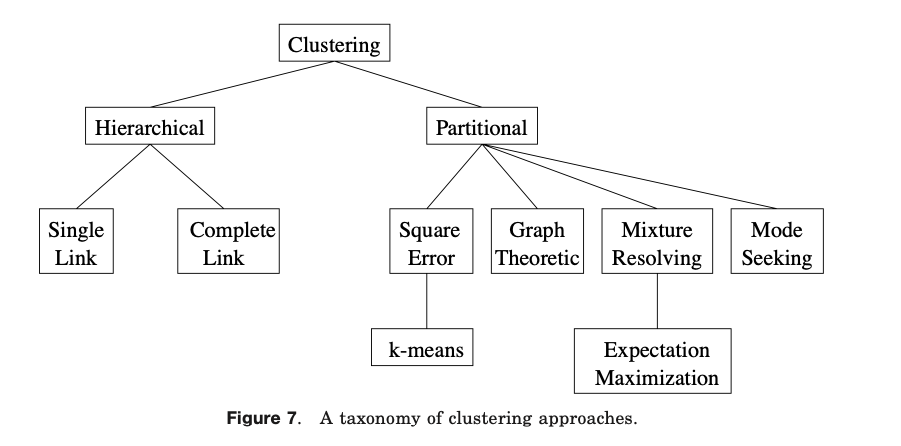 Clustering
Hierarchical
Partitional
Single
Link
Complete
Link
Square
Error
Graph
Theoretic
Mixture
Resolving
Mode
Seeking
k-means
Expectation
Maximization
Figure 7. A taxonomy of clustering approaches.